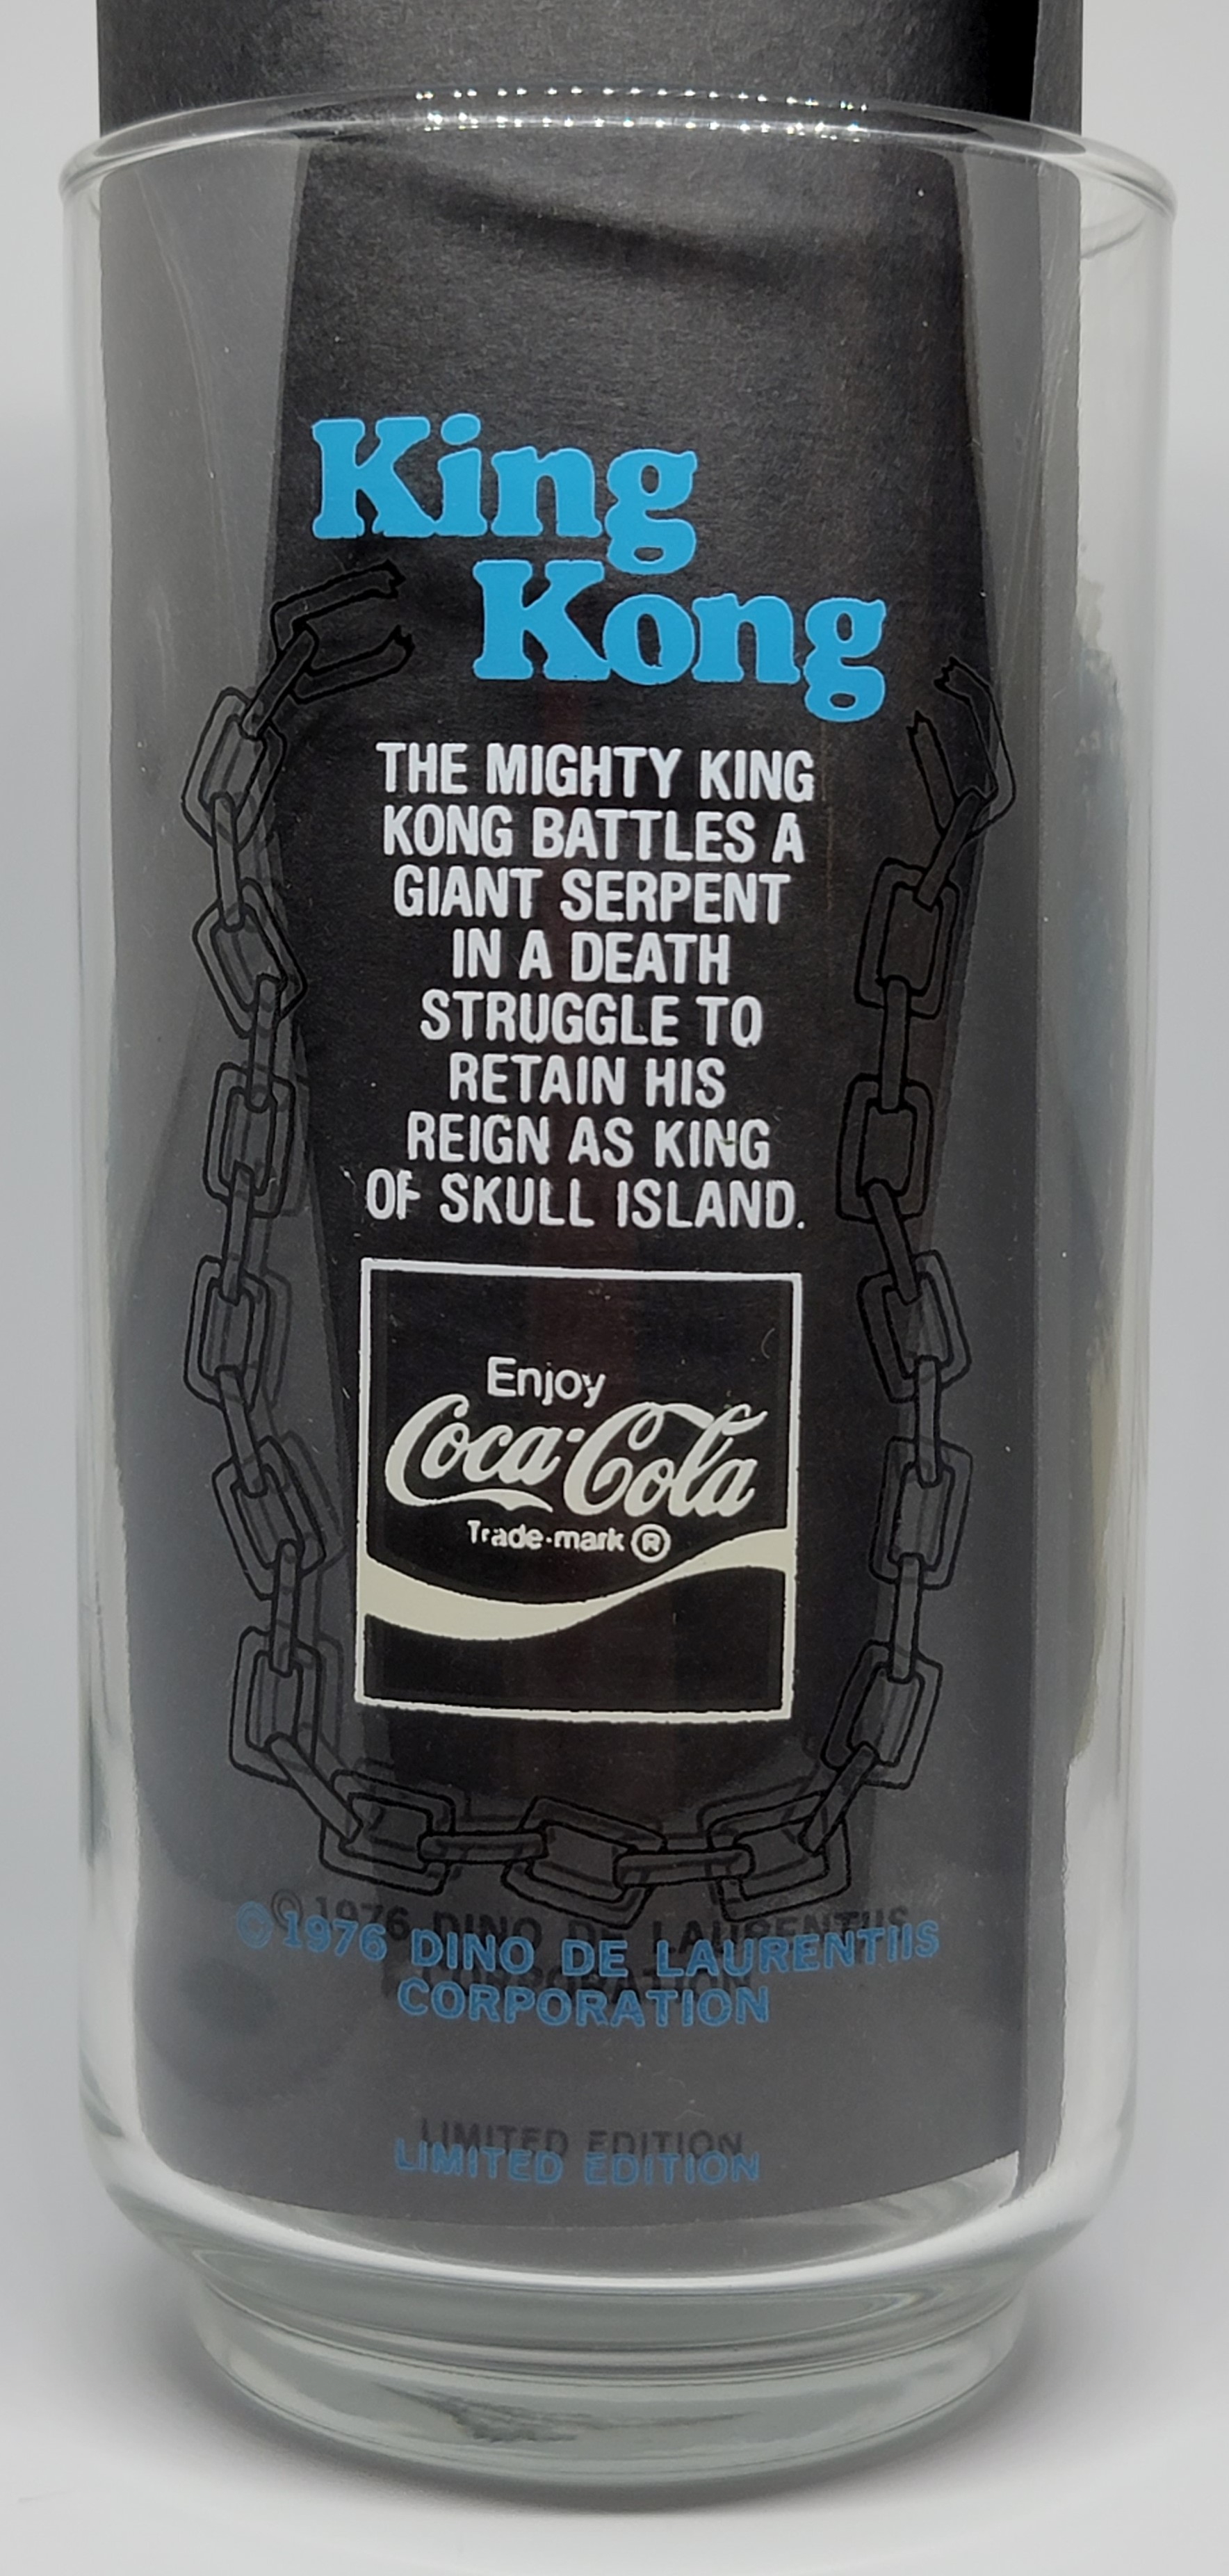 King
Kong
THE MIGHTY KING
KONG BATTLES A
GIANT SERPENT
IN A DEATH
STRUGGLE TO
RETAIN HIS
REIGN AS KING
OF SKULL ISLAND.
Enjoy
Coca-Cola
Trade-mark ®
©1976 DINO DE LAURENTIIS
CORPORATION
LIMITED EDITION